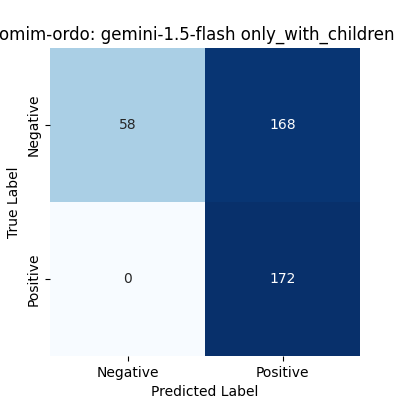 omim-ordo: gemini-1.5-flash only_with_children
True Label
Negative
58
168
Positive
0
172
Negative
Positive
Predicted Label